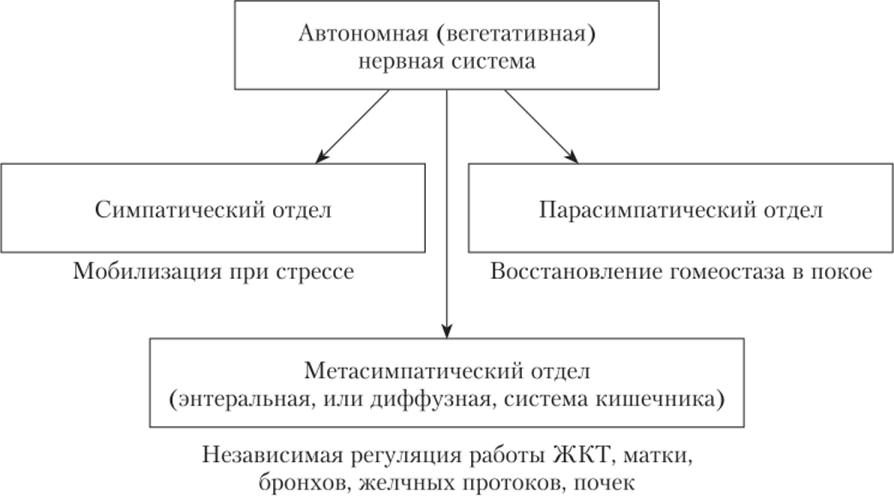 Автономная (вегетативная)
нервная система
Симпатический отдел
Парасимпатический отдел
Мобилизация при стрессе
Восстановление гомеостаза в покое
Метасимпатический отдел
(энтеральная, или диффузная, система кишечника)
Независимая регуляция работы ЖКТ, матки,
бронхов, желчных протоков, почек